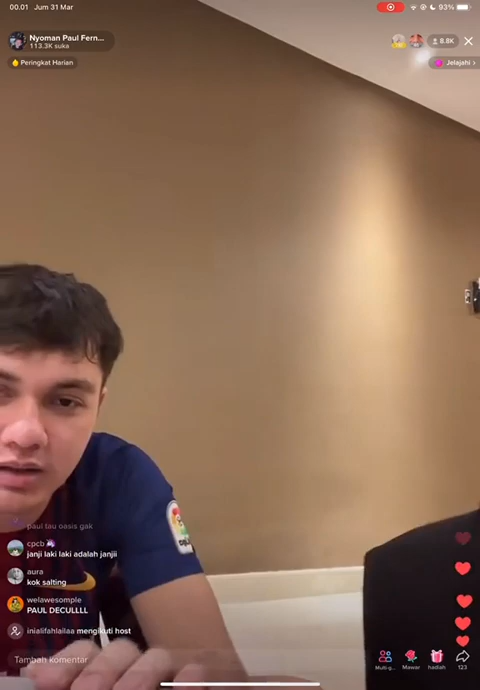 00.01 Jum 31 Mar
93%
Nyoman Paul Fern...
113.3K suka
8.8K
Peringkat Harian
Jelajahi
paul tau oasis gak
cpcb
janji laki laki adalah janjii
aura
kok salting
welawesomple
PAUL DECULLLL
inialifahlailaa mengikuti host
Tambah komentar
Multi-g...
Mawar
hadiah
123